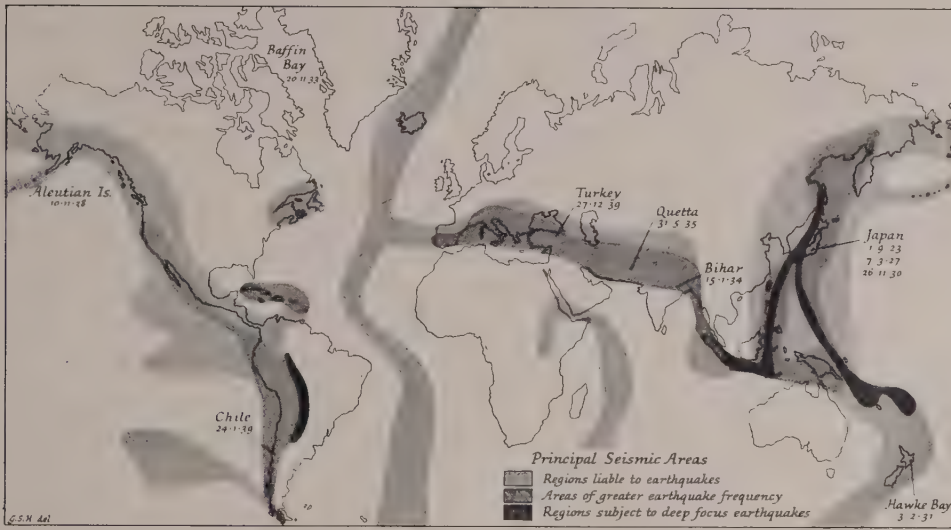 Baffin
Bay
20·11·33
Aleutian Is.
10·11·38
Turkey
27·12·39
Quetta
31·5·35
Bihar
15·1·34
Japan
1·9·23
7·3·27
26·11·30
Chile
24·1·39
Hawke Bay
3·2·31
Principal Seismic Areas
Regions liable to earthquakes
Areas of greater earthquake frequency
Regions subject to deep focus earthquakes
G.S.H del